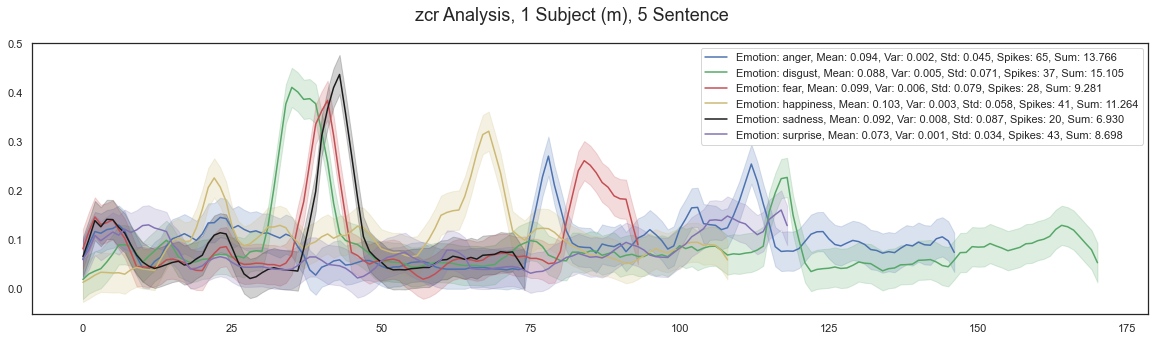 zcr Analysis, 1 Subject (m), 5 Sentence
Emotion: anger, Mean: 0.094, Var: 0.002, Std: 0.045, Spikes: 65, Sum: 13.766
Emotion: disgust, Mean: 0.088, Var: 0.005, Std: 0.071, Spikes: 37, Sum: 15.105
Emotion: fear, Mean: 0.099, Var: 0.006, Std: 0.079, Spikes: 28, Sum: 9.281
Emotion: happiness, Mean: 0.103, Var: 0.003, Std: 0.058, Spikes: 41, Sum: 11.264
Emotion: sadness, Mean: 0.092, Var: 0.008, Std: 0.087, Spikes: 20, Sum: 6.930
Emotion: surprise, Mean: 0.073, Var: 0.001, Std: 0.034, Spikes: 43, Sum: 8.698
0.5
0.4
0.3
0.2
0.1
0.0
0 25 50 75 100 125 150 175